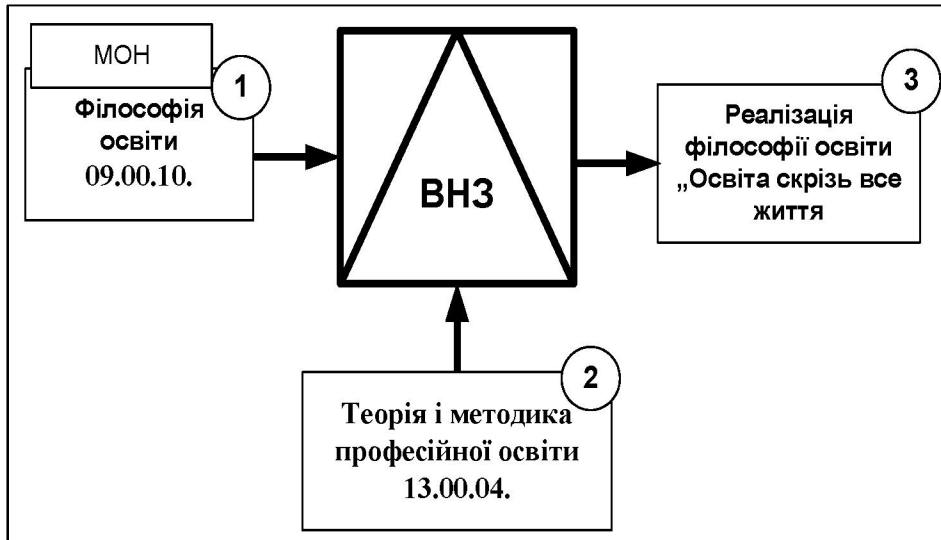 МОН
1
Філософія
освіти
09.00.10.
ВНЗ
3
Реалізація
філософії освіти
„Освіта скрізь все
життя
2
Теорія і методика
професійної освіти
13.00.04.